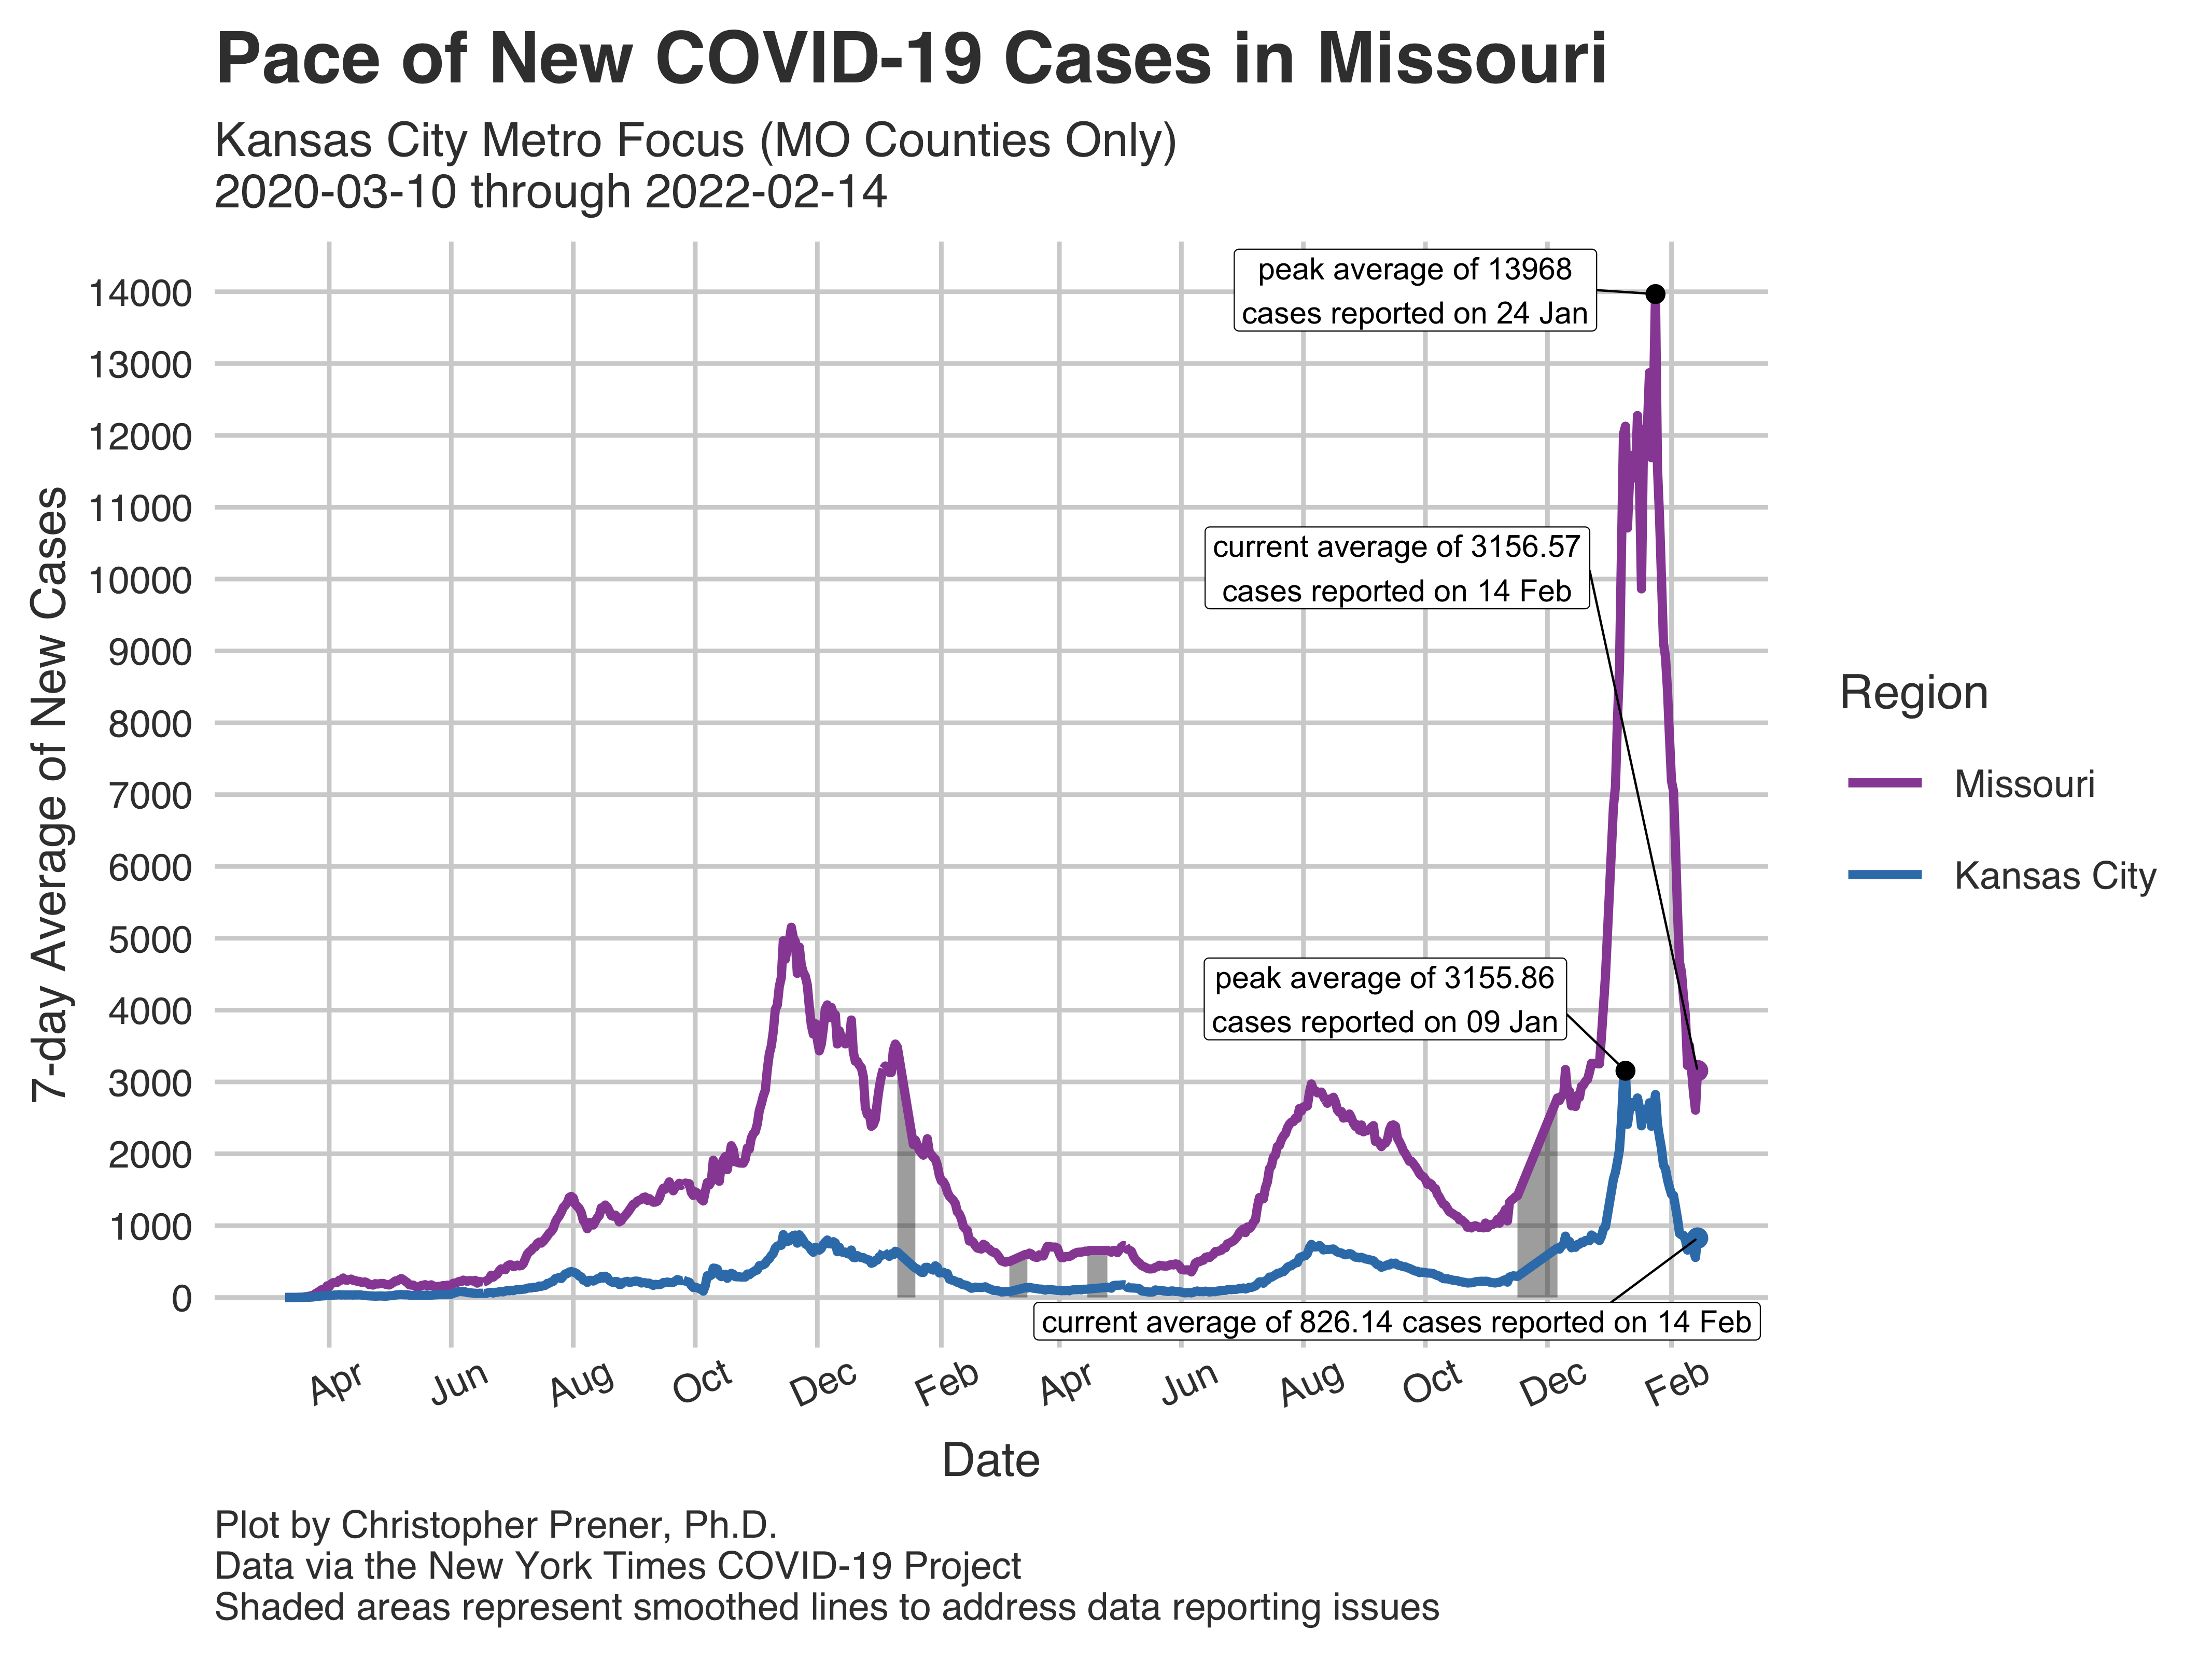 Pace of New COVID-19 Cases in Missouri
Kansas City Metro Focus (MO Counties Only)
2020-03-10 through 2022-02-14
7-day Average of New Cases
14000
13000
12000
11000
10000
9000
8000
7000
6000
5000
4000
3000
2000
1000
0
peak average of 13968
cases reported on 24 Jan
current average of 3156.57
cases reported on 14 Feb
peak average of 3155.86
cases reported on 09 Jan
current average of 826.14 cases reported on 14 Feb
Region
Missouri
Kansas City
Apr
Jun
Aug
Oct
Dec
Feb
Apr
Jun
Aug
Oct
Dec
Feb
Date
Plot by Christopher Prener, Ph.D.
Data via the New York Times COVID-19 Project
Shaded areas represent smoothed lines to address data reporting issues